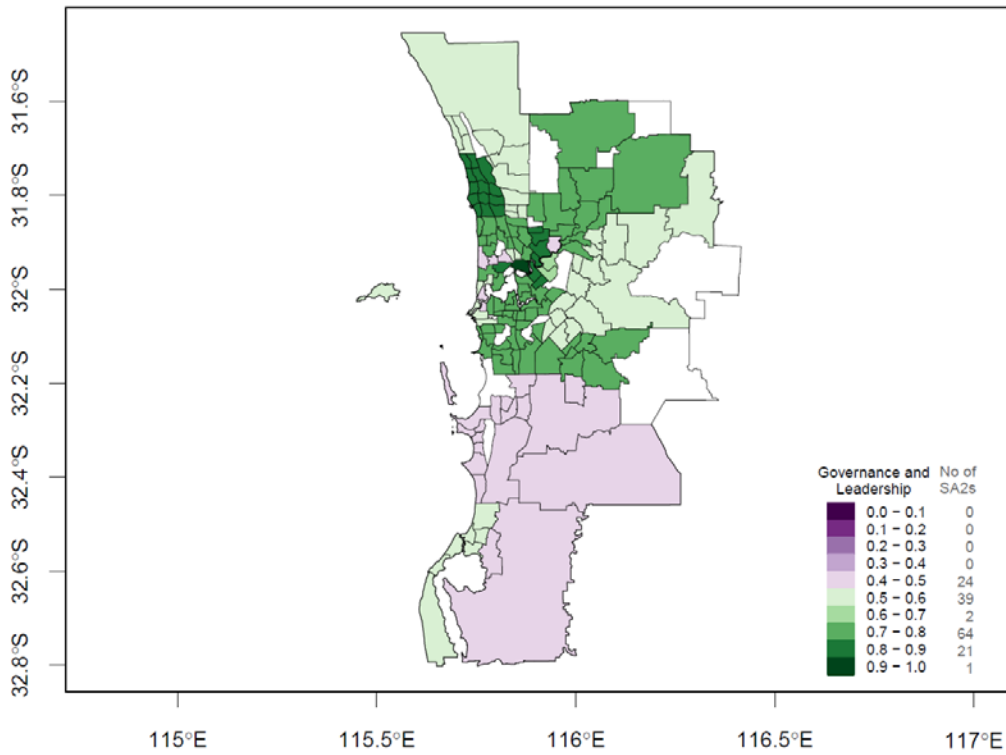 31.6°S
31.8°S
32°S
32.2°S
32.4°S
32.6°S
32.8°S
Governance and No of
Leadership SA2s
0.0 – 0.1 0
0.1 – 0.2 0
0.2 – 0.3 0
0.3 – 0.4 0
0.4 – 0.5 24
0.5 – 0.6 39
0.6 – 0.7 2
0.7 – 0.8 64
0.8 – 0.9 21
0.9 – 1.0 1
115°E 115.5°E 116°E 116.5°E 117°E